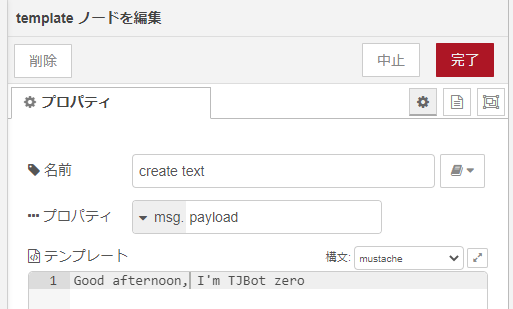 template ノードを編集
削除 中止 完了
プロパティ
名前 create text
プロパティ msg. payload
テンプレート 構文: mustache
1 Good afternoon, I'm TJBot zero